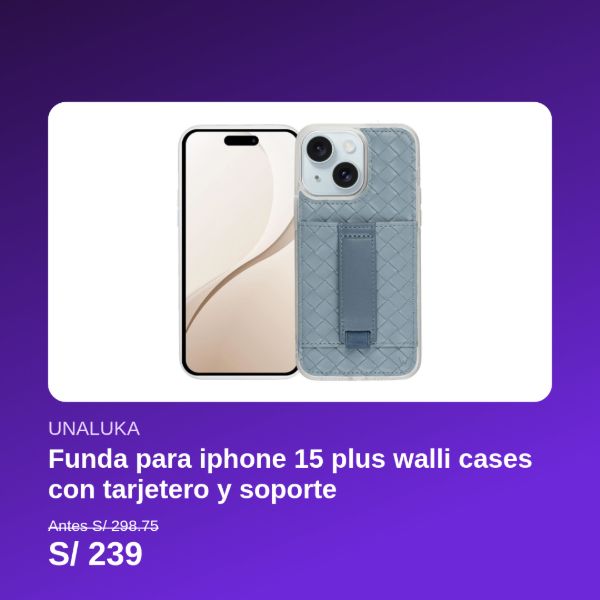 UNALUKA
Funda para iphone 15 plus walli cases
con tarjetero y soporte
Antes S/ 298.75
S/ 239